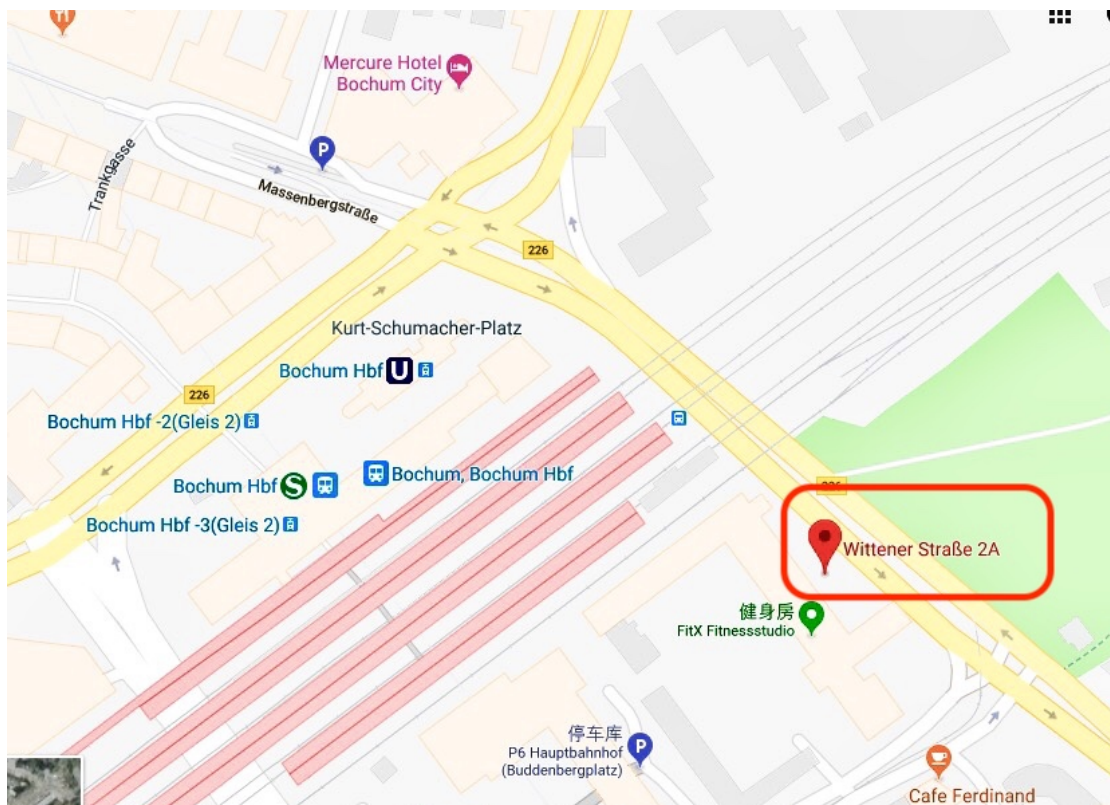 Mercure Hotel
Bochum City
P
Trankgasse
Massenbergstraße
226
Kurt-Schumacher-Platz
Bochum Hbf U
226
Bochum Hbf -2(Gleis 2)
Bochum Hbf S
Bochum, Bochum Hbf
226
Bochum Hbf -3(Gleis 2)
Wittener Straße 2A
健身房
FitX Fitnessstudio
停车库
P6 Hauptbahnhof
(Buddenbergplatz)
P
Cafe Ferdinand